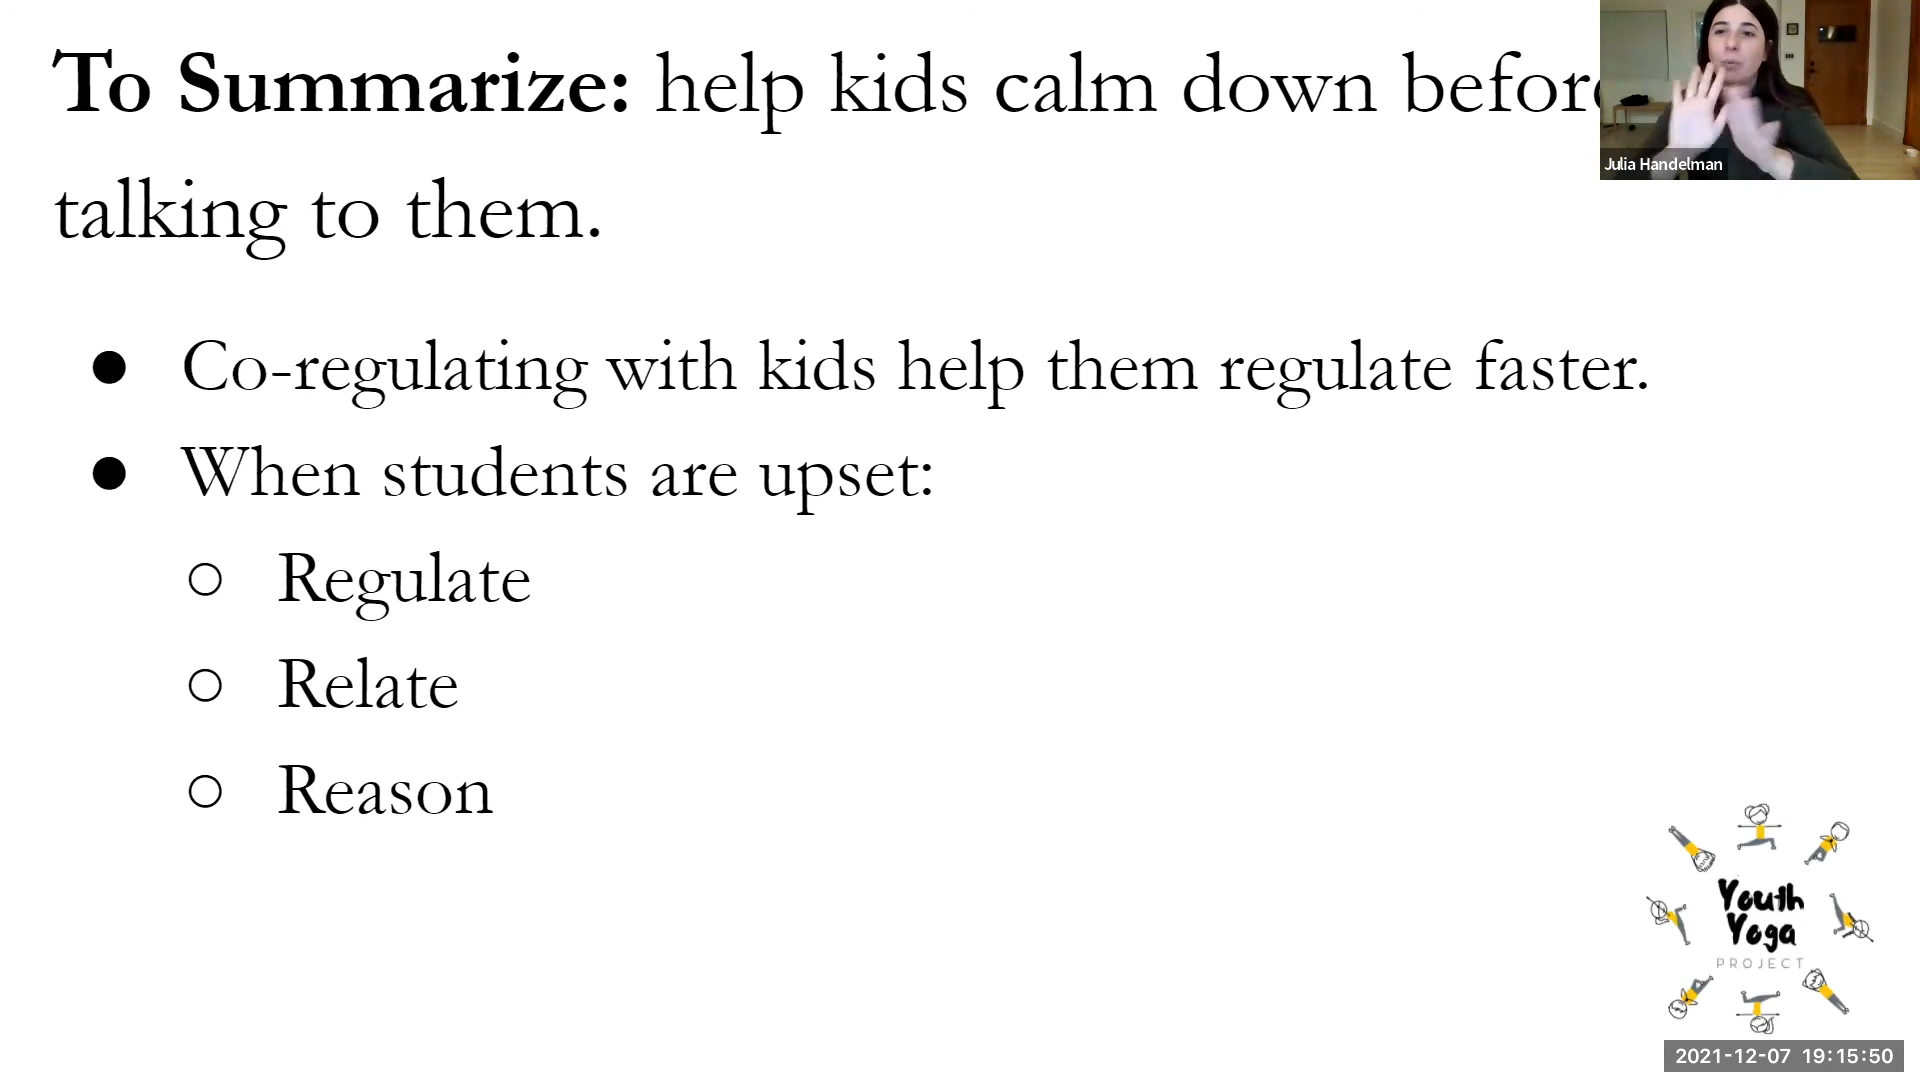 To Summarize: help kids calm down before
talking to them.
● Co-regulating with kids help them regulate faster.
● When students are upset:
○ Regulate
○ Relate
○ Reason
Julia Handelman
Youth
Yoga
PROJECT
2021-12-07 19:15:50